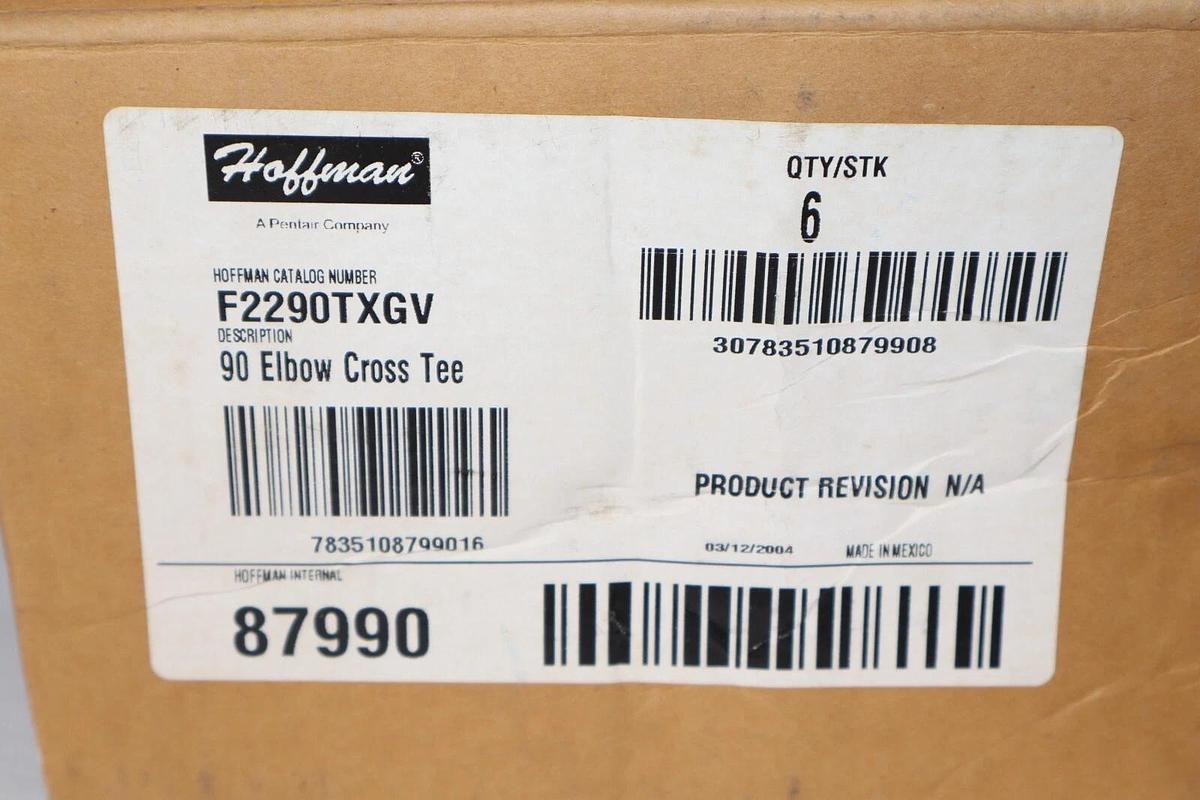 Hoffman®
A Pentair Company
HOFFMAN CATALOG NUMBER
F2290TXGV
DESCRIPTION
90 Elbow Cross Tee
7835108799016
QTY/STK
6
30783510879908
PRODUCT REVISION N/A
03/12/2004 MADE IN MEXICO
HOFFMAN INTERNAL
87990